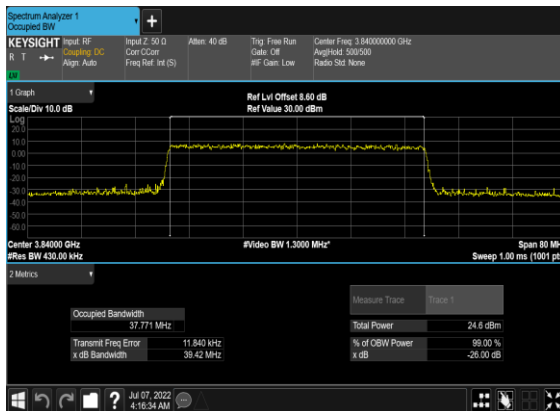 Spectrum Analyzer 1
Occupied BW
KEYSIGHT
R T
Input: RF
Coupling: DC
Align: Auto
Input Z: 50 Ω
Corr CCorr
Freq Ref: Int (S)
Atten: 40 dB
Trig: Free Run
Gate: Off
#IF Gain: Low
Center Freq: 3.840000000 GHz
Avg|Hold: 500/500
Radio Std: None
1 Graph
Scale/Div 10.0 dB
Ref Lvl Offset 8.60 dB
Ref Value 30.00 dBm
Log
20.0
10.0
0.00
-10.0
-20.0
-30.0
-40.0
-50.0
-60.0
Center 3.84000 GHz
#Res BW 430.00 kHz
#Video BW 1.3000 MHz*
Span 80 MH
Sweep 1.00 ms (1001 pt
2 Metrics
Measure Trace Trace 1
Occupied Bandwidth
37.771 MHz
Total Power 24.6 dBm
Transmit Freq Error 11.840 kHz
% of OBW Power 99.00 %
x dB Bandwidth 39.42 MHz
x dB -26.00 dB
Jul 07, 2022
4:16:34 AM